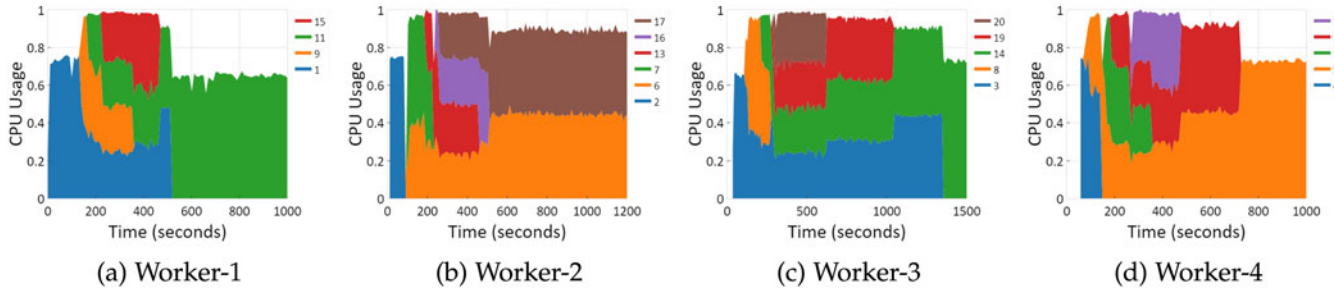 CPU Usage
1
0.8
0.6
0.4
0.2
0
0 200 400 600 800 1000
Time (seconds)
15
11
9
1
(a) Worker-1
CPU Usage
1
0.8
0.6
0.4
0.2
0
0 200 400 600 800 1000 1200
Time (seconds)
17
16
13
7
6
2
(b) Worker-2
CPU Usage
1
0.8
0.6
0.4
0.2
0
0 500 1000 1500
Time (seconds)
20
19
14
8
3
(c) Worker-3
CPU Usage
1
0.8
0.6
0.4
0.2
0
0 200 400 600 800 1000
Time (seconds)
(d) Worker-4